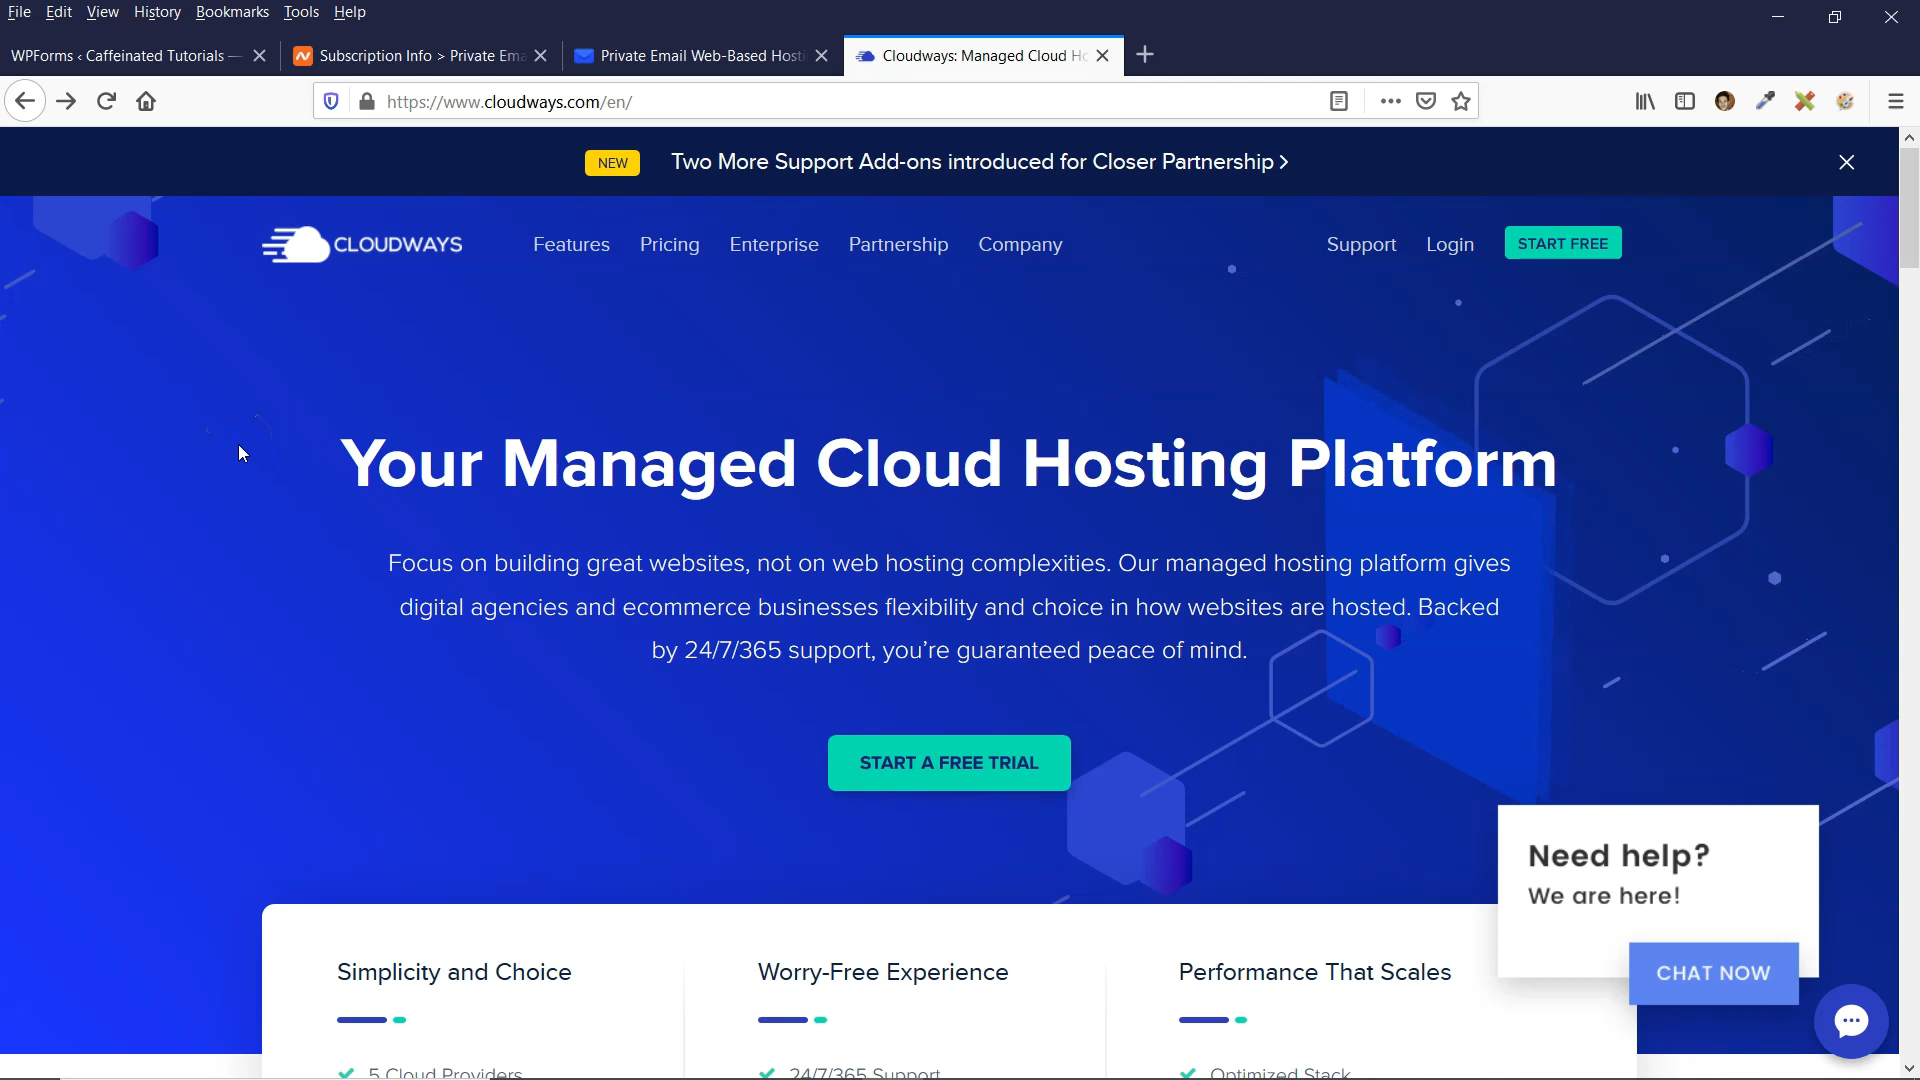 File Edit View History Bookmarks Tools Help
WPForms ‹ Caffeinated Tutorials —
Subscription Info > Private Ema
Private Email Web-Based Hosti
Cloudways: Managed Cloud Ho
https://www.cloudways.com/en/
NEW Two More Support Add-ons introduced for Closer Partnership >
CLOUDWAYS Features Pricing Enterprise Partnership Company Support Login START FREE
Your Managed Cloud Hosting Platform
Focus on building great websites, not on web hosting complexities. Our managed hosting platform gives
digital agencies and ecommerce businesses flexibility and choice in how websites are hosted. Backed
by 24/7/365 support, you're guaranteed peace of mind.
START A FREE TRIAL
Need help?
We are here!
CHAT NOW
Simplicity and Choice
Worry-Free Experience
Performance That Scales
5 Cloud Providers
24/7/365 Support
Optimized Stack